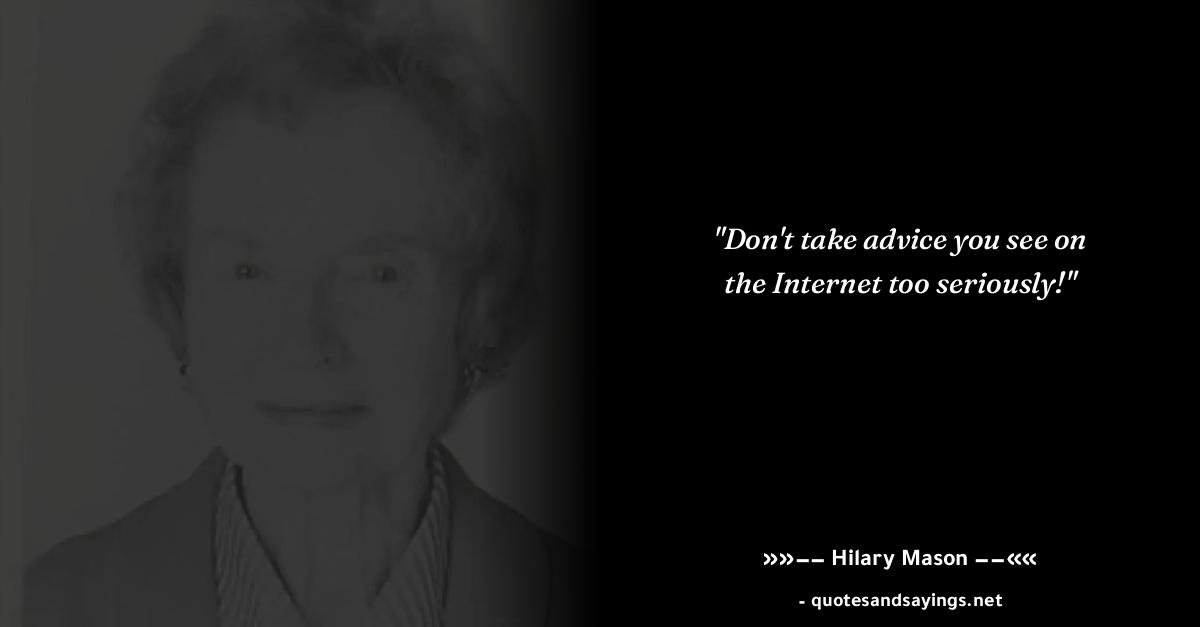 "Don't take advice you see on
the Internet too seriously!"
»»−− Hilary Mason −−««
- quotesandsayings.net